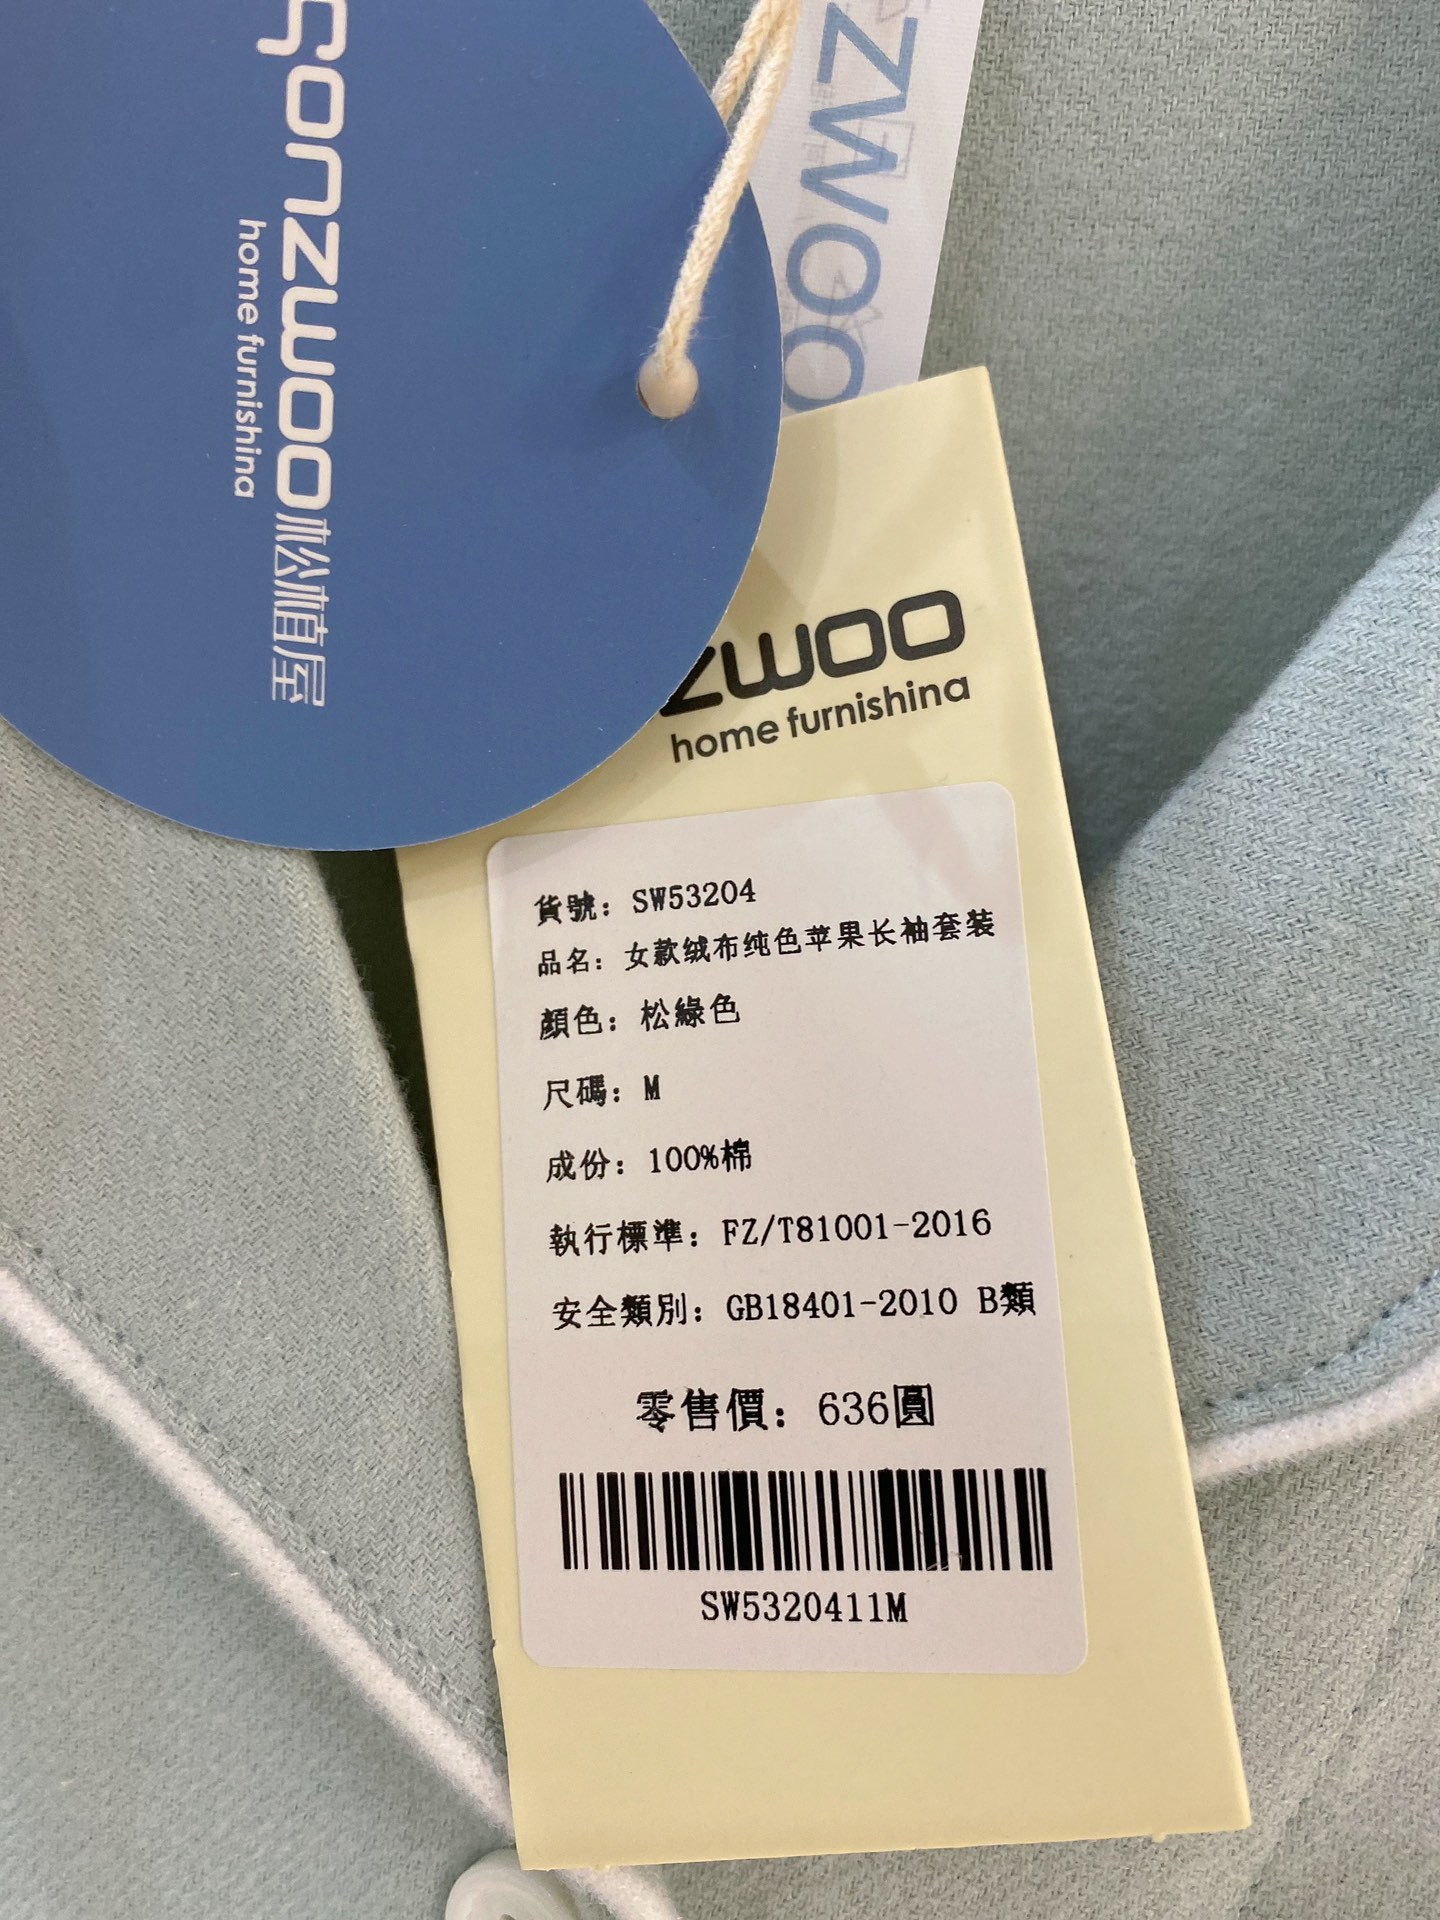 Sonzwoo松植屋
home furnishing
ZWOO
zwoo
home furnishing
貨號：SW53204
品名：女款绒布纯色苹果长袖套装
顏色：松綠色
尺碼：M
成份：100%棉
執行標準：FZ/T81001-2016
安全類別：GB18401-2010 B類
零售價：636圓
SW5320411M